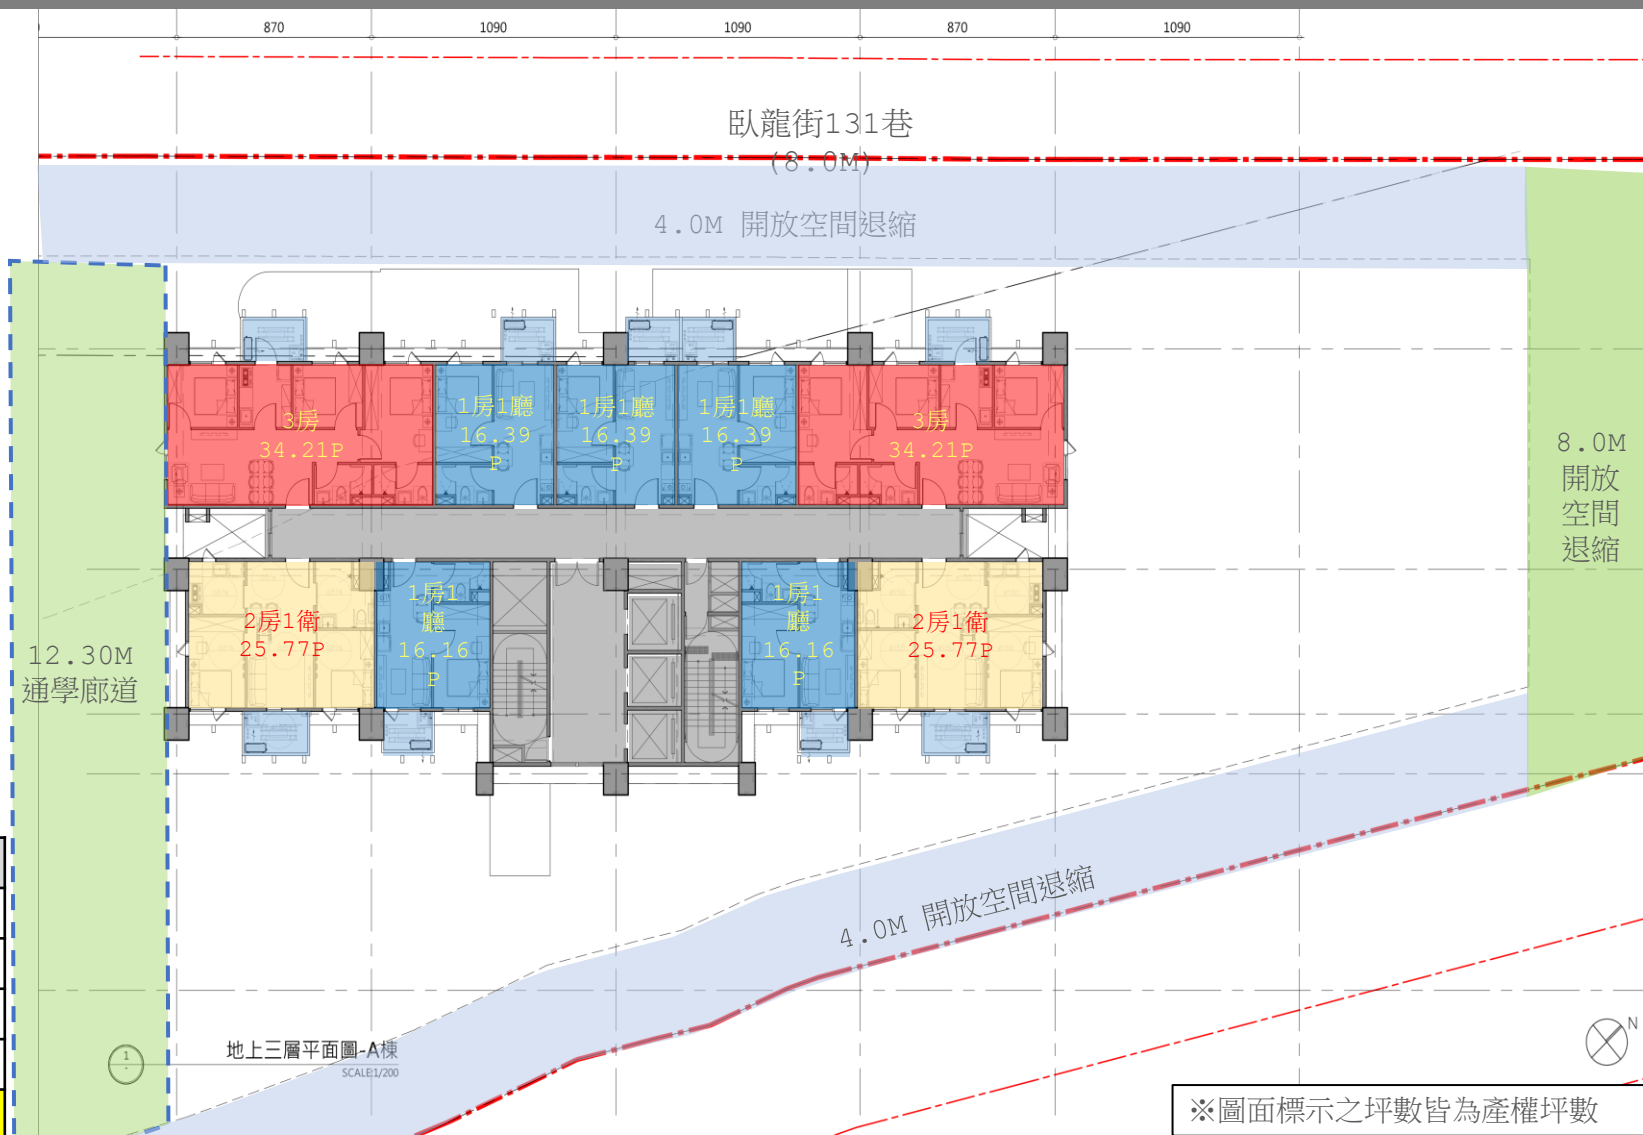 870
1090
1090
870
1090
臥龍街131巷
(8.0M)
4.0M 開放空間退縮
3房
34.21P
1房1廳
16.39
P
1房1廳
16.39
P
1房1廳
16.39
P
3房
34.21P
8.0M
開放
空間
退縮
2房1衛
25.77P
1房1
廳
16.16
P
1房1
廳
16.16
P
2房1衛
25.77P
12.30M
通學廊道
4.0M 開放空間退縮
1
地上三層平面圖-A棟
SCALE:1/200
N
※圖面標示之坪數皆為產權坪數